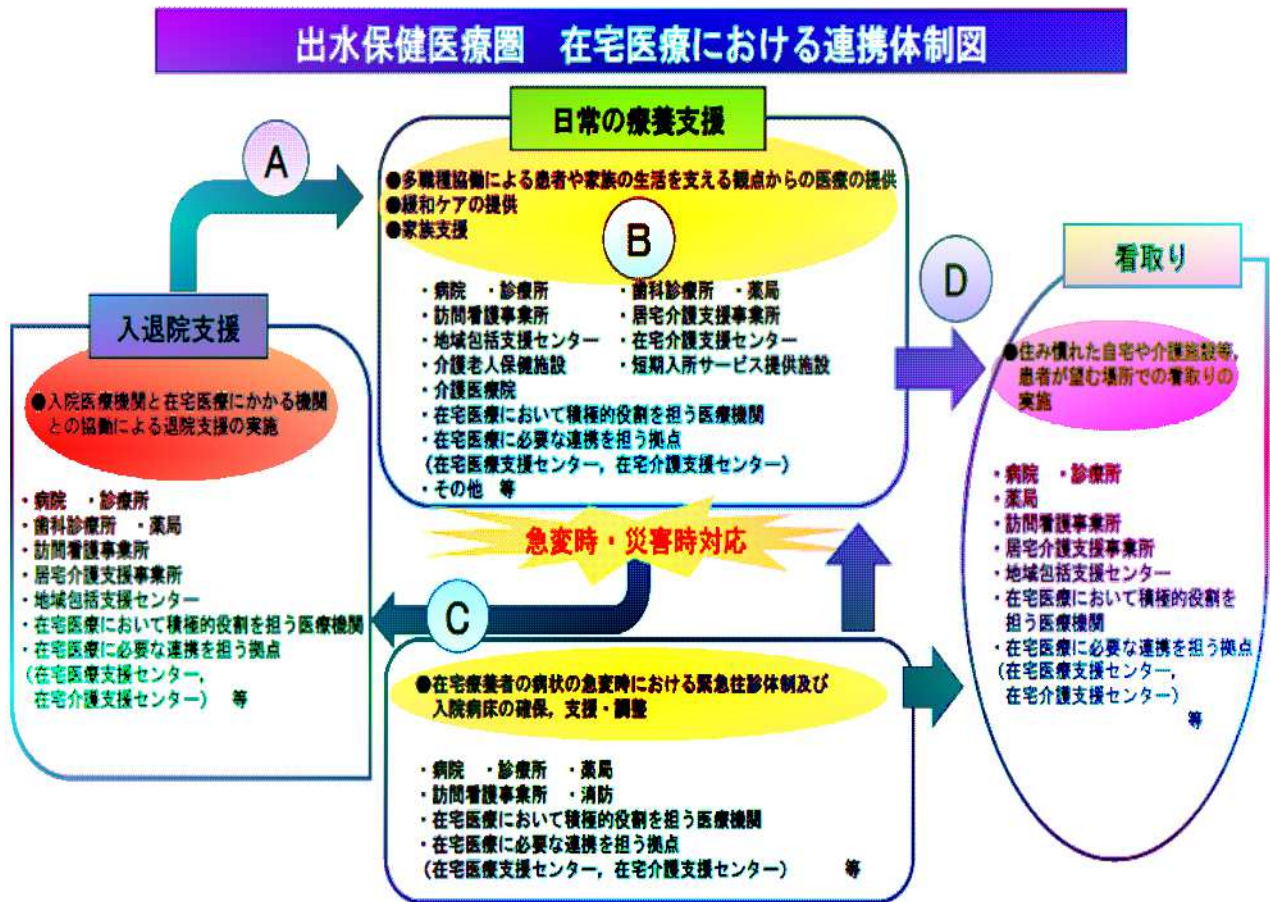 出水保健医療圏　在宅医療における連携体制図
A
日常の療養支援
●多職種協働による患者や家族の生活を支える観点からの医療の提供
●緩和ケアの提供
●家族支援
B
・病院　・診療所　・歯科診療所　・薬局
・訪問看護事業所　・居宅介護支援事業所
・地域包括支援センター　・在宅介護支援センター
・介護老人保健施設　・短期入所サービス提供施設
・介護医療院
・在宅医療において積極的役割を担う医療機関
・在宅医療に必要な連携を担う拠点
（在宅医療支援センター，在宅介護支援センター）
・その他　等
入退院支援
●入院医療機関と在宅医療にかかる機関
との協働による退院支援の実施
・病院　・診療所
・歯科診療所　・薬局
・訪問看護事業所
・居宅介護支援事業所
・地域包括支援センター
・在宅医療において積極的役割を担う医療機関
・在宅医療に必要な連携を担う拠点
（在宅医療支援センター，
在宅介護支援センター）　等
急変時・災害時対応
C
●在宅療養者の病状の急変時における緊急往診体制及び
入院病床の確保，支援・調整
・病院　・診療所　・薬局
・訪問看護事業所　・消防
・在宅医療において積極的役割を担う医療機関
・在宅医療に必要な連携を担う拠点
（在宅医療支援センター，在宅介護支援センター）　等
D
看取り
●住み慣れた自宅や介護施設等，
患者が望む場所での看取りの
実施
・病院　・診療所
・薬局
・訪問看護事業所
・居宅介護支援事業所
・地域包括支援センター
・在宅医療において積極的役割を
担う医療機関
・在宅医療に必要な連携を担う拠点
（在宅医療支援センター，
在宅介護支援センター）
等